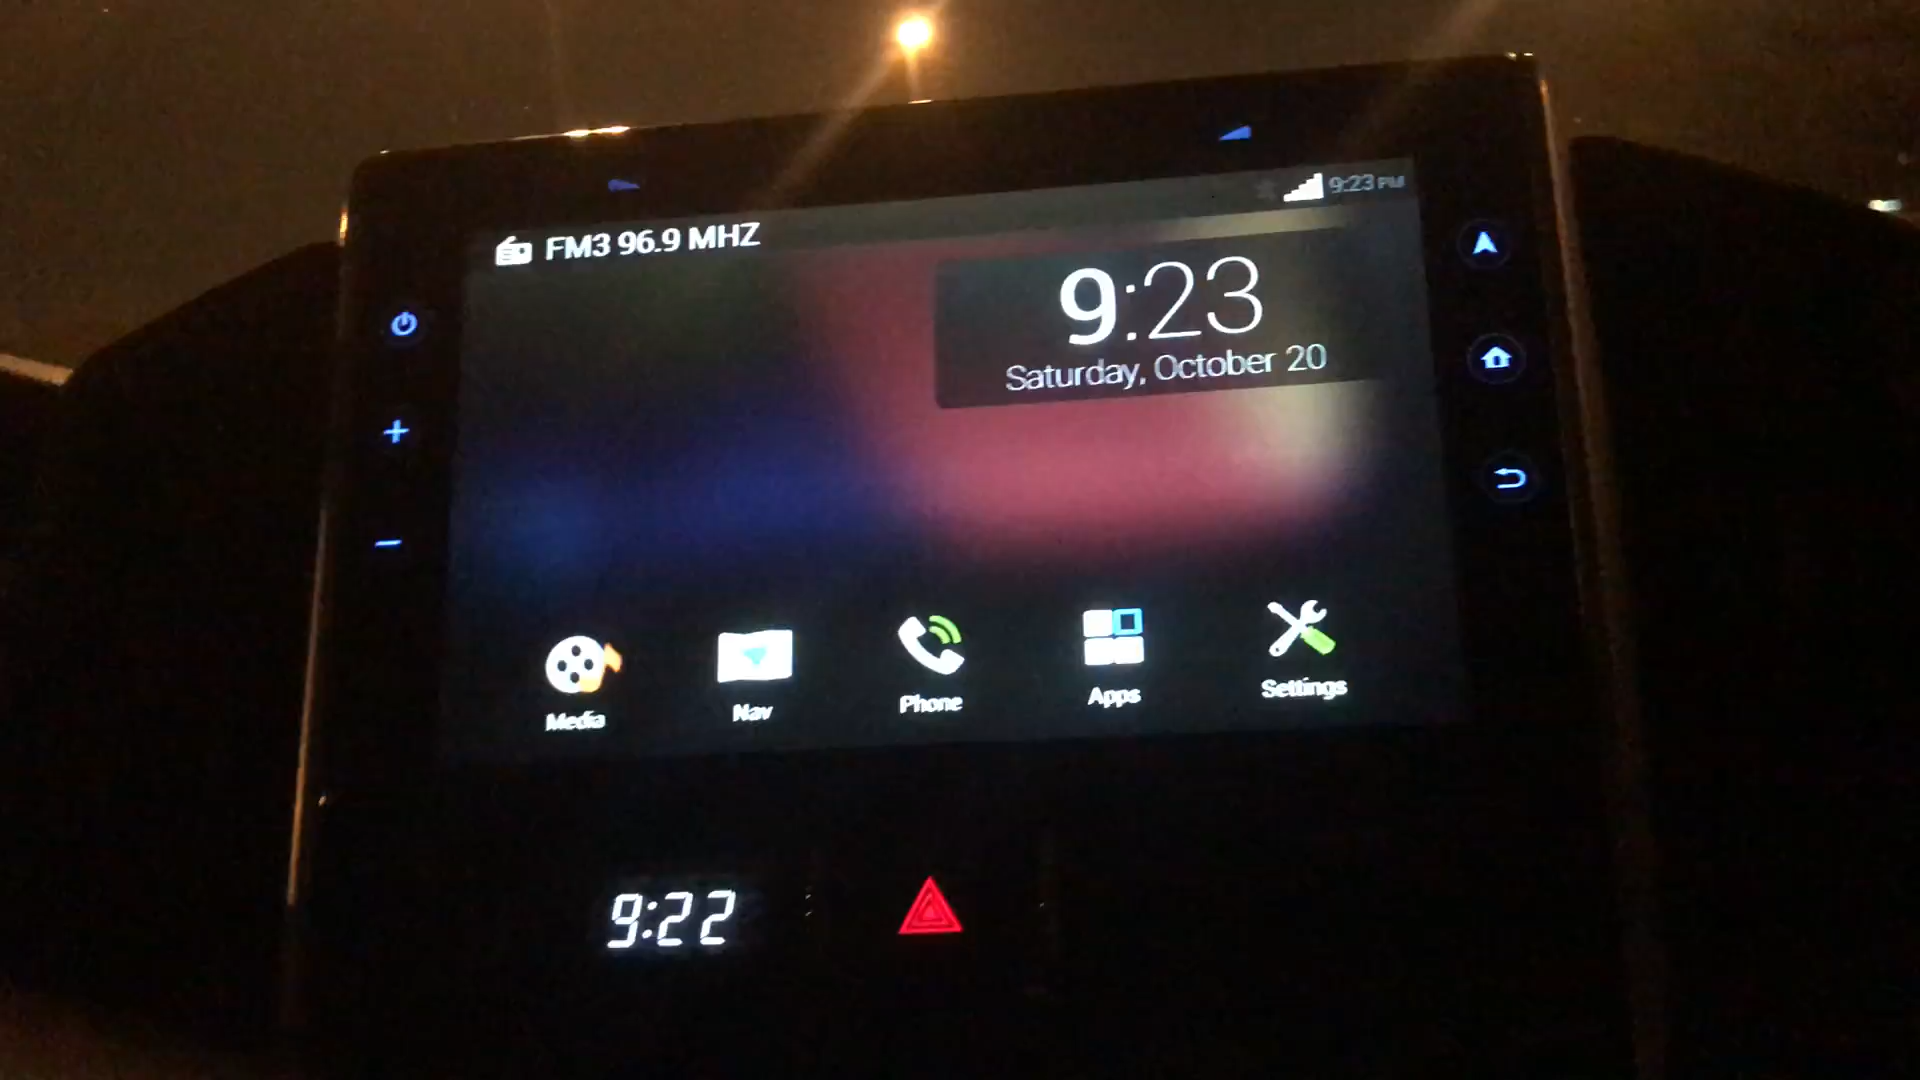 9:23 PM
FM3 96.9 MHZ
9:23
Saturday, October 20
Media
Nav
Phone
Apps
Settings
9:22